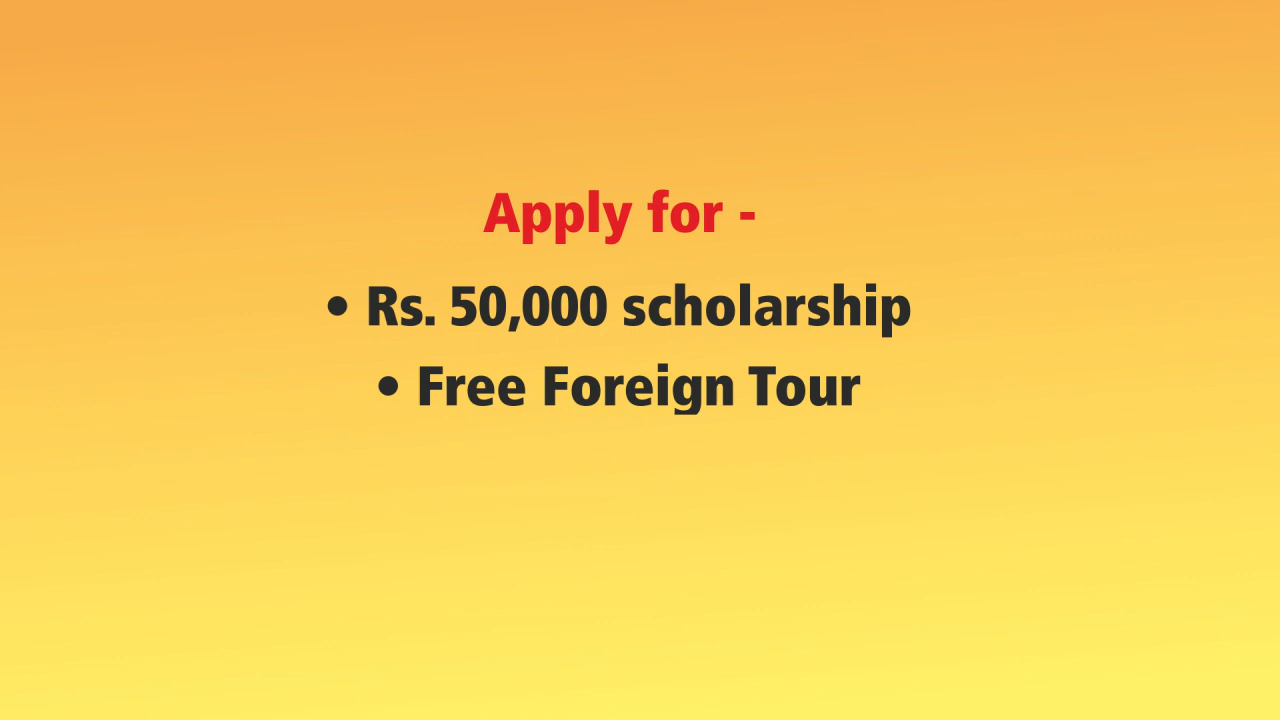 Apply for -
• Rs. 50,000 scholarship
• Free Foreign Tour